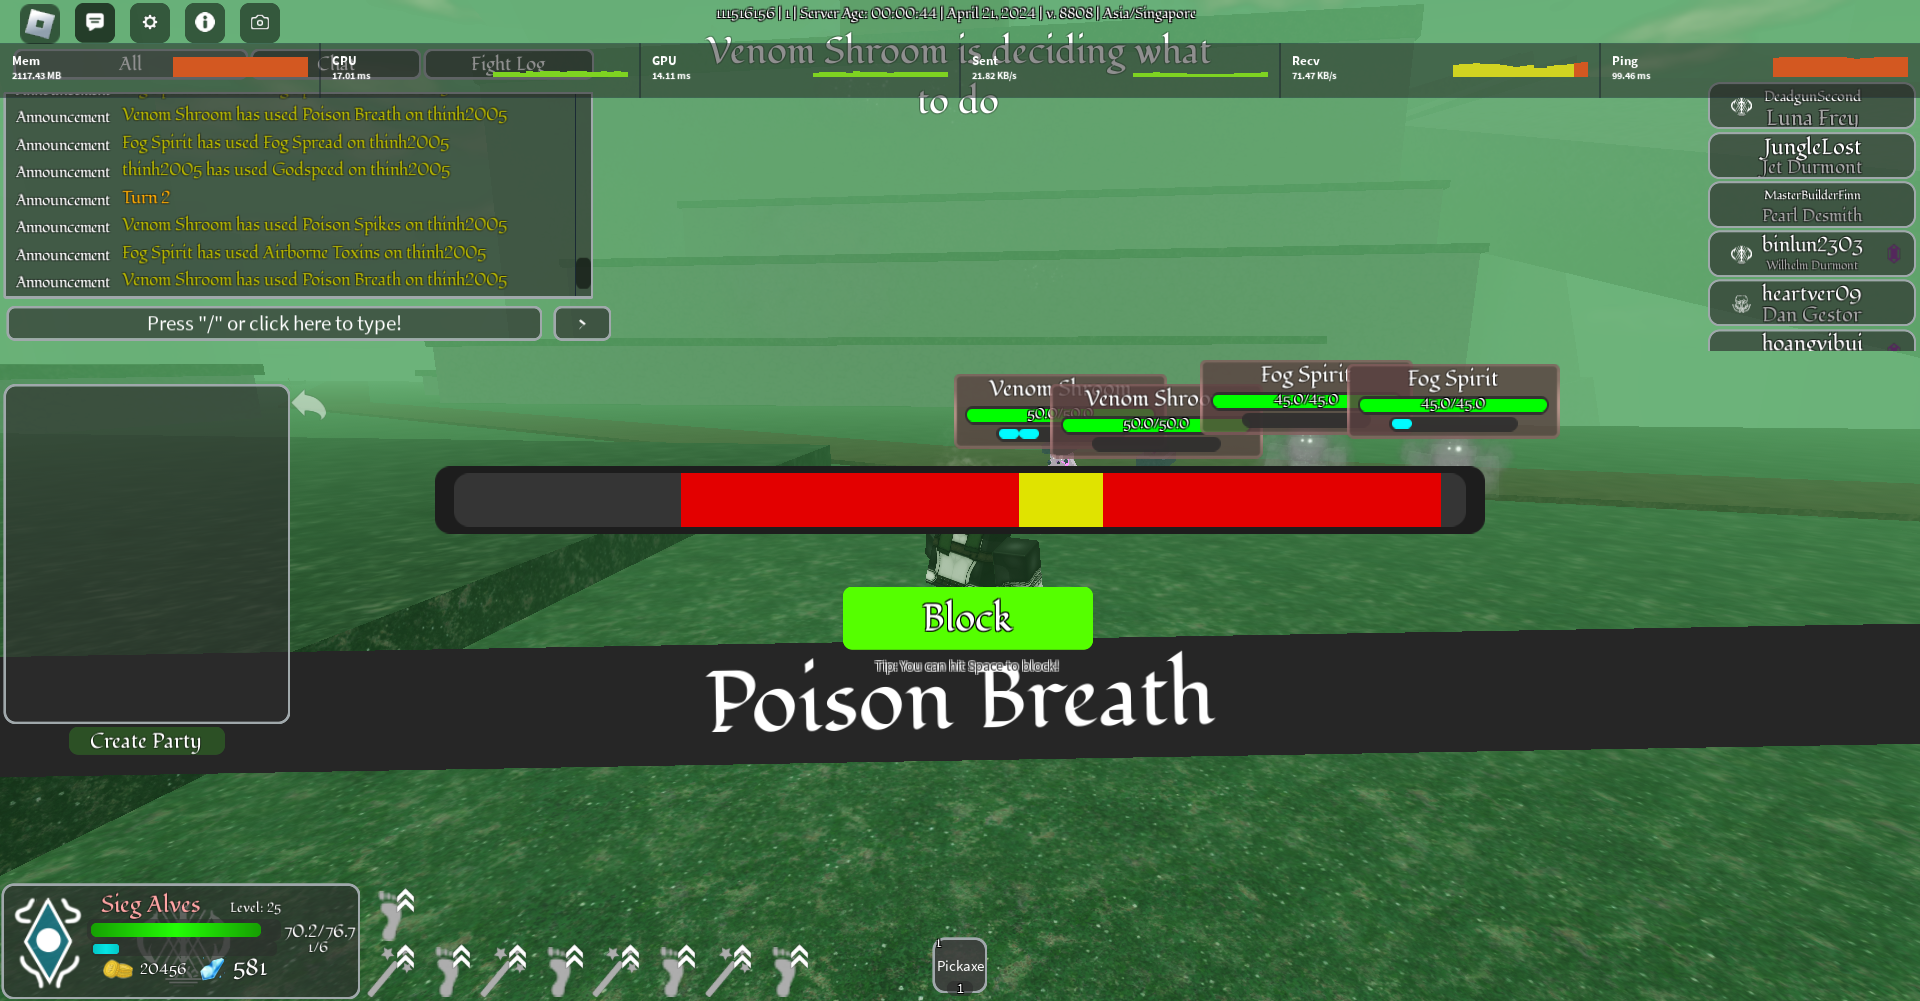 111516156 | 1 | Server Age: 00:00:44 | April 21, 2024 | v. 8808 | Asia/Singapore
Venom Shroom is deciding what
to do
Mem
2117.43 MB
CPU
17.01 ms
GPU
14.11 ms
Sent
21.82 KB/s
Recv
71.47 KB/s
Ping
99.46 ms
All
Chat
Fight Log
Announcement Venom Shroom has used Poison Breath on thinh2005
Announcement Fog Spirit has used Fog Spread on thinh2005
Announcement thinh2005 has used Godspeed on thinh2005
Announcement Turn 2
Announcement Venom Shroom has used Poison Spikes on thinh2005
Announcement Fog Spirit has used Airborne Toxins on thinh2005
Announcement Venom Shroom has used Poison Breath on thinh2005
Press "/" or click here to type!
>
DeadgunSecond
Luna Frey
JungleLost
Jet Durmont
MasterBuilderFinn
Pearl Desmith
binlun2303
Wilhelm Durmont
heartver09
Dan Gestor
hoangvibui
Venom Shroom
50.0/50.0
Venom Shroo
50.0/50.0
Fog Spirit
45.0/45.0
Fog Spirit
45.0/45.0
Block
Tip: You can hit Space to block!
Poison Breath
Create Party
Sieg Alves
Level: 25
70.2/76.7
1/6
20456
581
1
Pickaxe
1